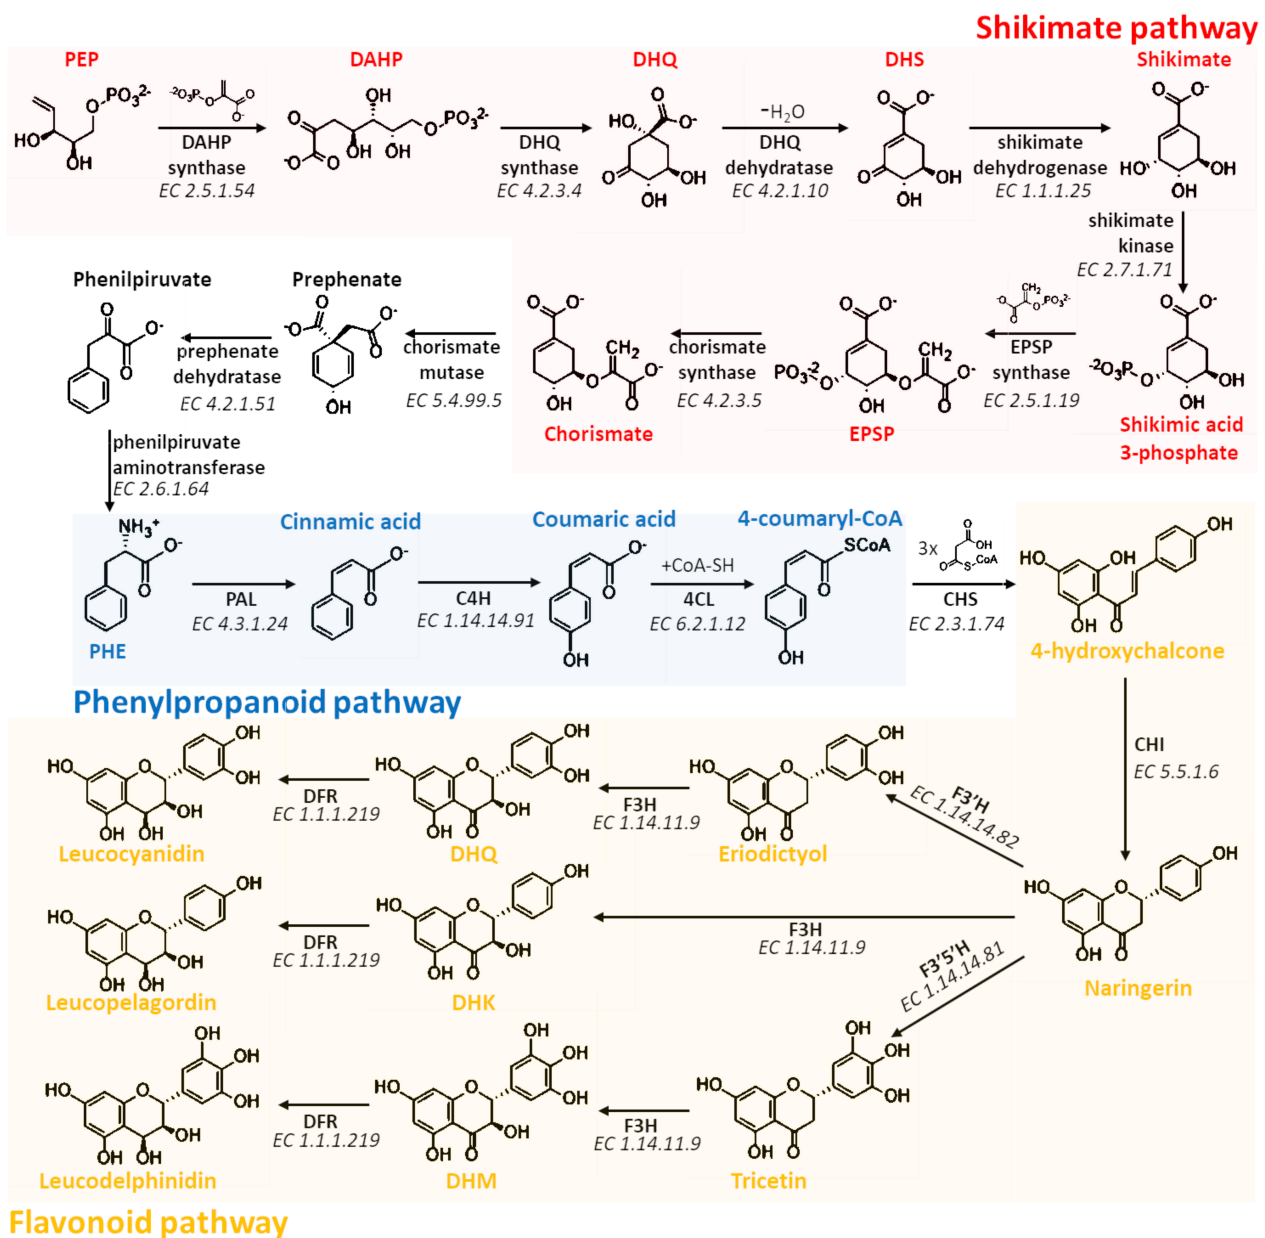 Shikimate pathway
PEP
DAHP
DHQ
DHS
Shikimate
DAHP
synthase
EC 2.5.1.54
DHQ
synthase
EC 4.2.3.4
-H2O
DHQ
dehydratase
EC 4.2.1.10
shikimate
dehydrogenase
EC 1.1.1.25
shikimate
kinase
EC 2.7.1.71
Phenilpiruvate
Prephenate
prephenate
dehydratase
EC 4.2.1.51
chorismate
mutase
EC 5.4.99.5
chorismate
synthase
EC 4.2.3.5
EPSP
synthase
EC 2.5.1.19
Chorismate
EPSP
Shikimic acid
3-phosphate
phenilpiruvate
aminotransferase
EC 2.6.1.64
Cinnamic acid
Coumaric acid
4-coumaryl-CoA
PHE
PAL
EC 4.3.1.24
C4H
EC 1.14.14.91
+CoA-SH
4CL
EC 6.2.1.12
3x
CHS
EC 2.3.1.74
4-hydroxychalcone
Phenylpropanoid pathway
CHI
EC 5.5.1.6
DFR
EC 1.1.1.219
F3H
EC 1.14.11.9
F3'H
EC 1.14.14.82
Leucocyanidin
DHQ
Eriodictyol
DFR
EC 1.1.1.219
F3H
EC 1.14.11.9
F3'5'H
EC 1.14.14.81
Leucopelagordin
DHK
Naringerin
DFR
EC 1.1.1.219
F3H
EC 1.14.11.9
Leucodelphinidin
DHM
Tricetin
Flavonoid pathway